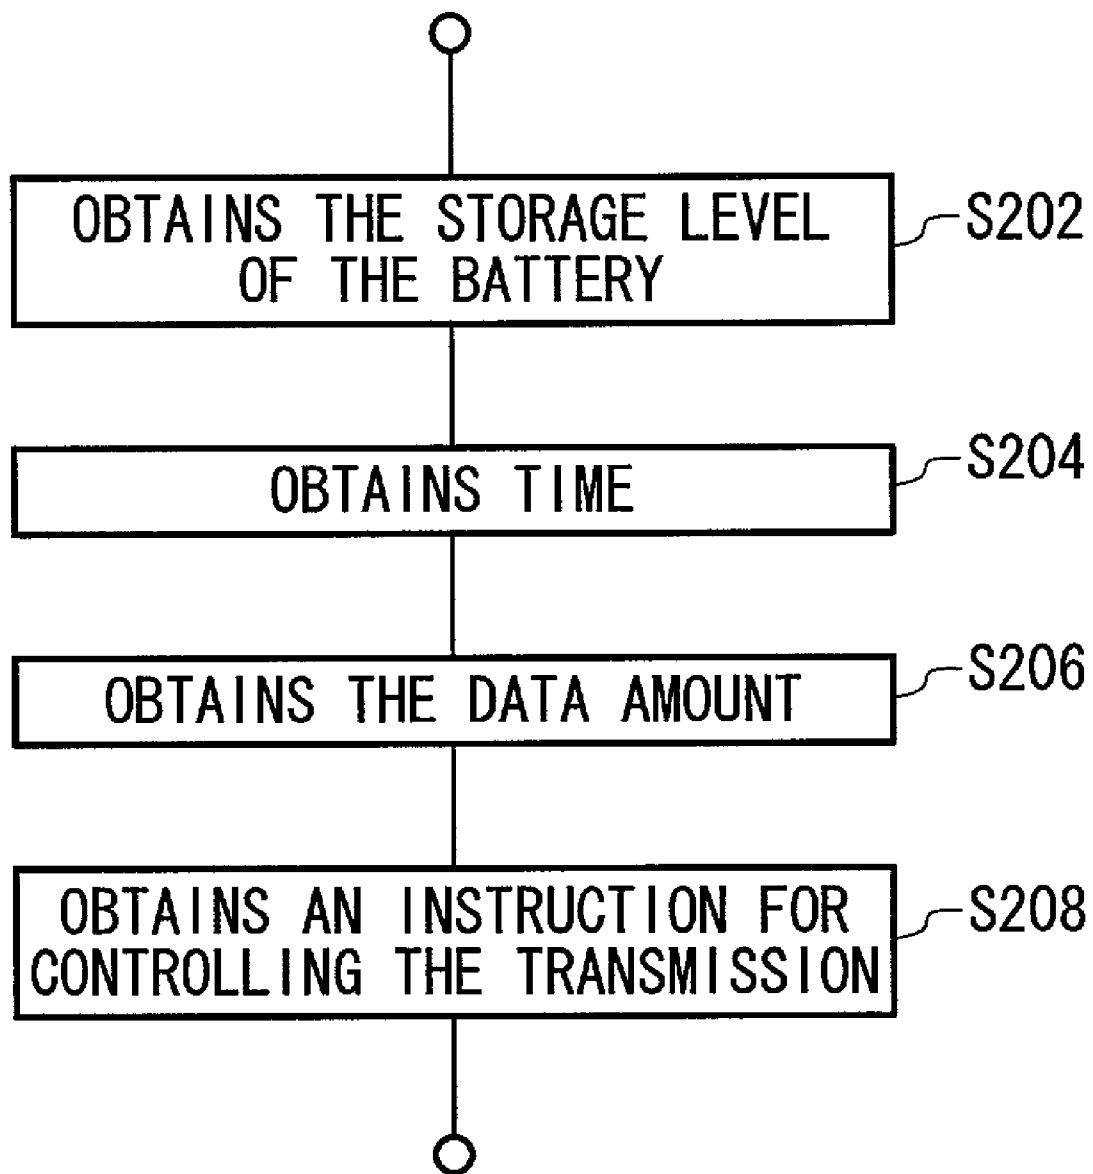 OBTAINS THE STORAGE LEVEL
OF THE BATTERY
S202
OBTAINS TIME
S204
OBTAINS THE DATA AMOUNT
S206
OBTAINS AN INSTRUCTION FOR
CONTROLLING THE TRANSMISSION
S208